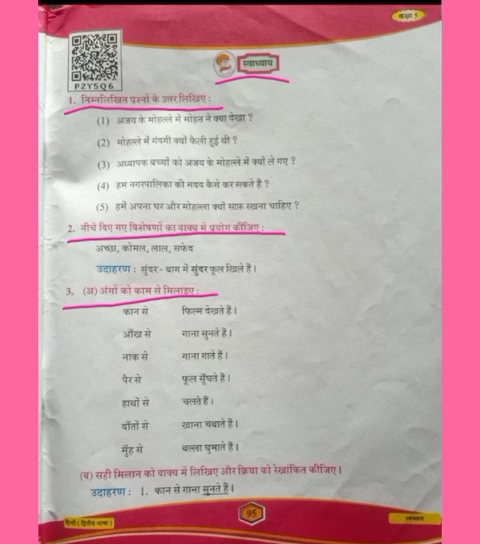 कक्षा 5
P2Y5Q6
स्वाध्याय
1. निम्नलिखित प्रश्नों के उत्तर लिखिए :
(1) अजय के मोहल्ले में मोहन ने क्या देखा ?
(2) मोहल्ले में गंदगी क्यों फैली हुई थी ?
(3) अध्यापक बच्चों को अजय के मोहल्ले में क्यों ले गए ?
(4) हम नगरपालिका की मदद कैसे कर सकते हैं ?
(5) हमें अपना घर और मोहल्ला क्यों साफ़ रखना चाहिए ?
2. नीचे दिए गए विशेषणों का वाक्य में प्रयोग कीजिए :
अच्छा, कोमल, लाल, सफेद
उदाहरण : सुंदर - बाग में सुंदर फूल खिले हैं।
3. (अ) अंगों को काम से मिलाइए :
कान से फिल्म देखते हैं।
आँख से गाना सुनते हैं।
नाक से गाना गाते हैं।
पैर से फूल सूँघते हैं।
हाथों से चलते हैं।
दाँतों से खाना चबाते हैं।
मुँह से बल्ला घुमाते हैं।
(ब) सही मिलान को वाक्य में लिखिए और क्रिया को रेखांकित कीजिए।
उदाहरण : 1. कान से गाना सुनते हैं।
हिन्दी (द्वितीय भाषा) 95 स्वच्छता